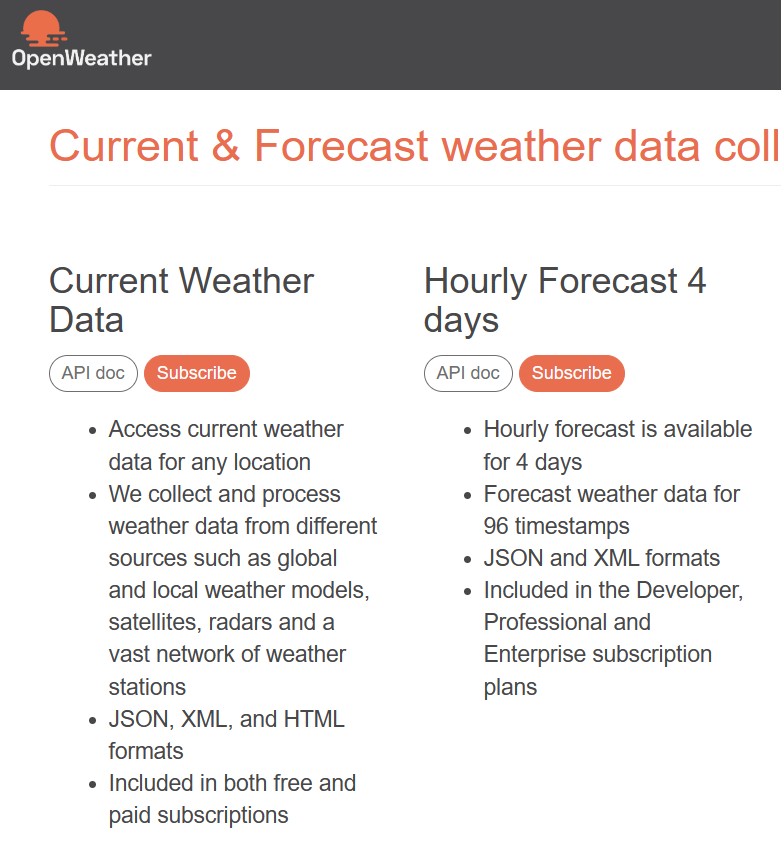 OpenWeather
Current & Forecast weather data coll
Current Weather
Data
API doc
Subscribe
• Access current weather
data for any location
• We collect and process
weather data from different
sources such as global
and local weather models,
satellites, radars and a
vast network of weather
stations
• JSON, XML, and HTML
formats
• Included in both free and
paid subscriptions
Hourly Forecast 4
days
API doc
Subscribe
• Hourly forecast is available
for 4 days
• Forecast weather data for
96 timestamps
• JSON and XML formats
• Included in the Developer,
Professional and
Enterprise subscription
plans